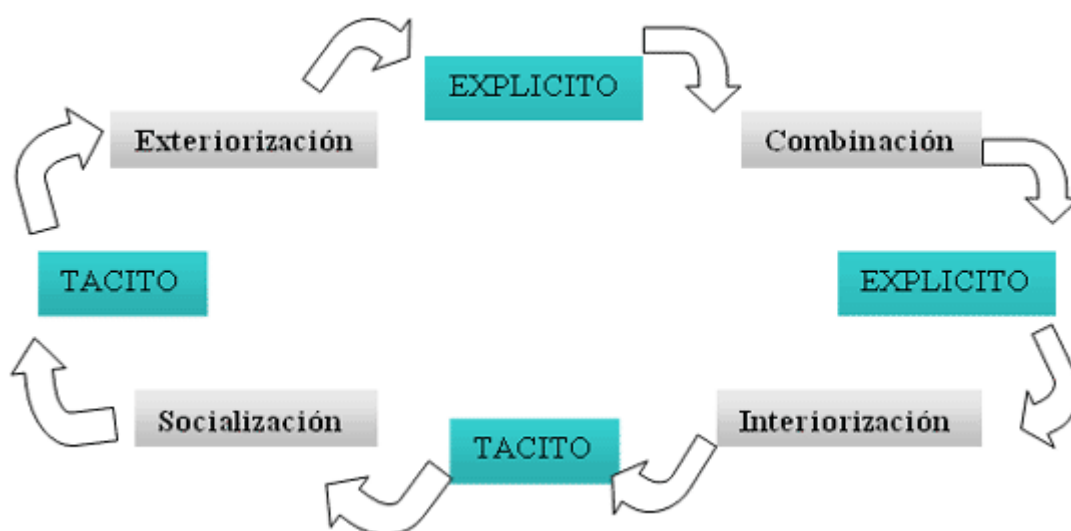 EXPLICITO
Exteriorización
Combinación
TACITO
EXPLICITO
Socialización
Interiorización
TACITO